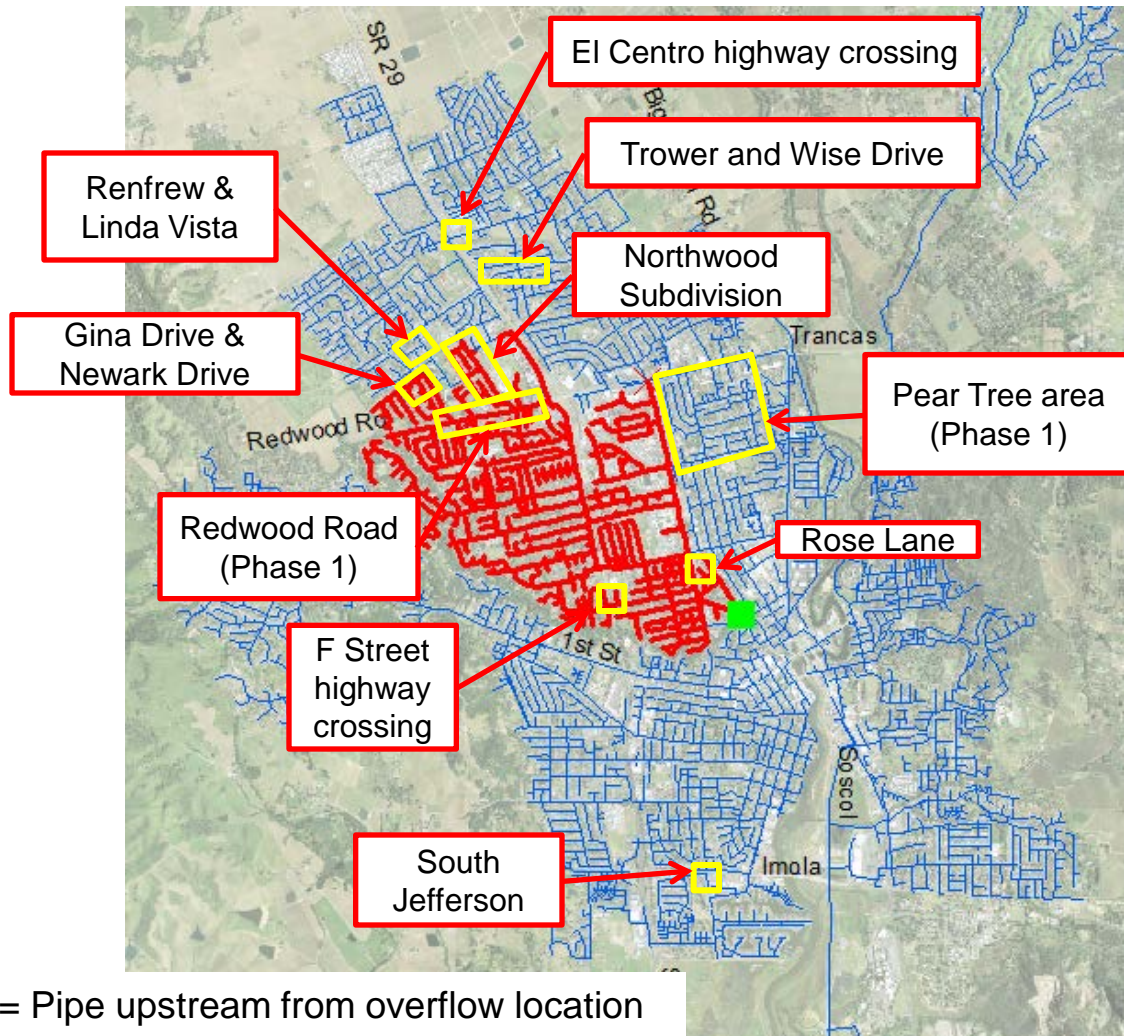 El Centro highway crossing
SR 29
Trower and Wise Drive
Renfrew &
Linda Vista
Northwood
Subdivision
Gina Drive &
Newark Drive
Trancas
Pear Tree area
(Phase 1)
Redwood Rd
Redwood Road
(Phase 1)
Rose Lane
F Street
highway
crossing
1st St
Soscol
South
Jefferson
Imola
= Pipe upstream from overflow location